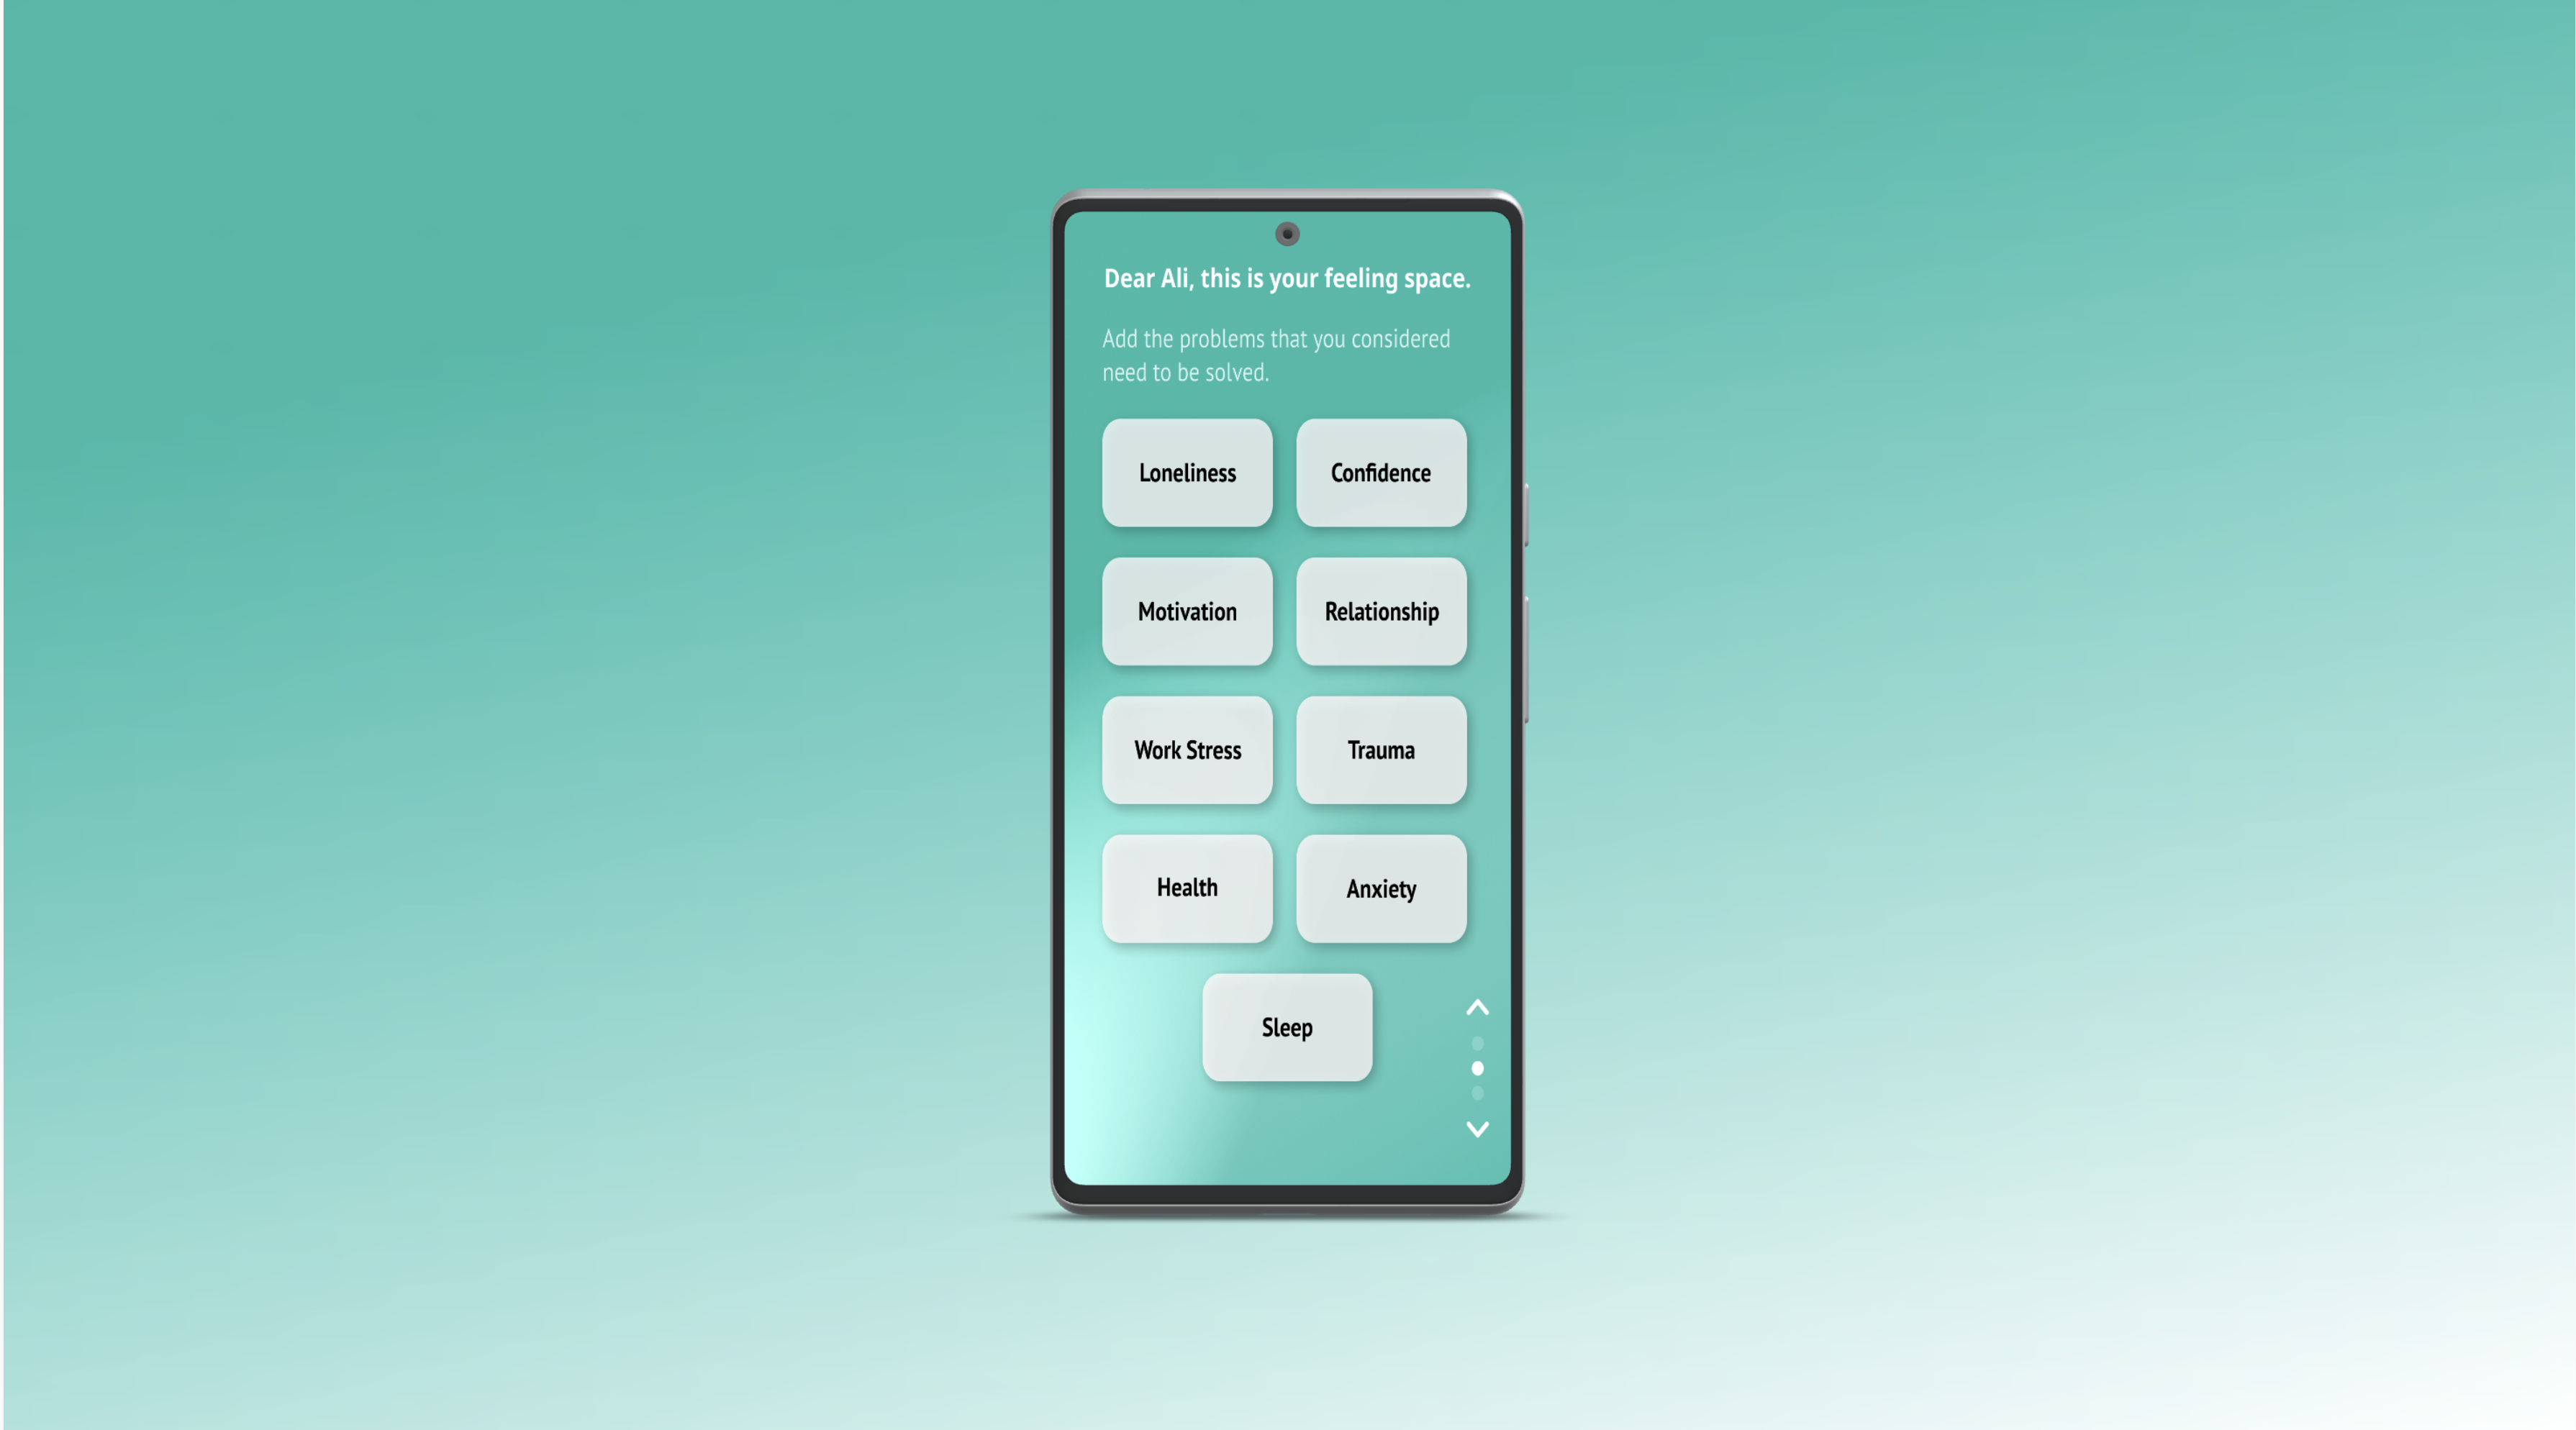 Dear Ali, this is your feeling space.
Add the problems that you considered
need to be solved.
Loneliness
Confidence
Motivation
Relationship
Work Stress
Trauma
Health
Anxiety
Sleep